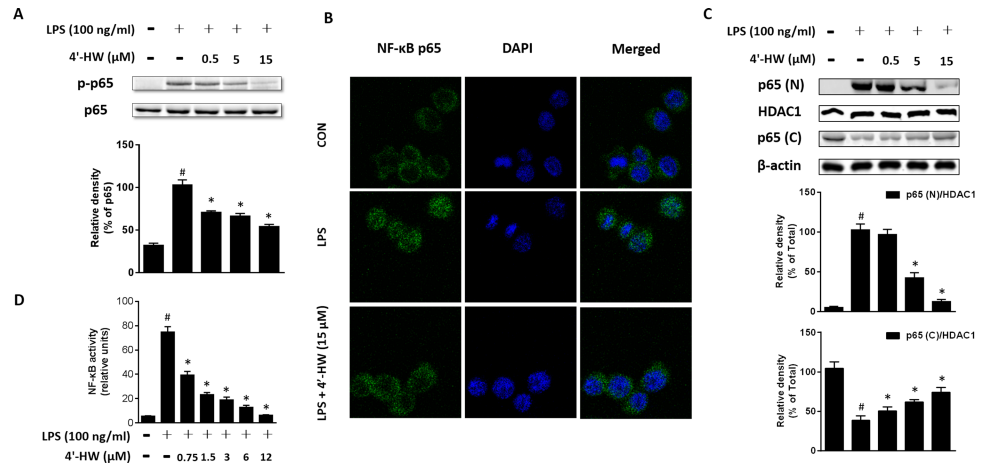 A
LPS (100 ng/ml) - + + + +
4'-HW (μM) - - 0.5 5 15
p-p65
p65
Relative density
(% of p65)
150
100
50
0
#
*
*
*
B
NF-κB p65 DAPI Merged
CON
LPS
LPS + 4'-HW (15 μM)
C
LPS (100 ng/ml) - + + + +
4'-HW (μM) - - 0.5 5 15
p65 (N)
HDAC1
p65 (C)
β-actin
p65 (N)/HDAC1
Relative density
(% of Total)
150
100
50
0
#
*
*
p65 (C)/HDAC1
Relative density
(% of Total)
150
100
50
0
#
*
*
*
D
NF-κB activity
(relative units)
100
80
60
40
20
0
#
*
*
*
*
*
LPS (100 ng/ml) - + + + + + +
4'-HW (μM) - - 0.75 1.5 3 6 12